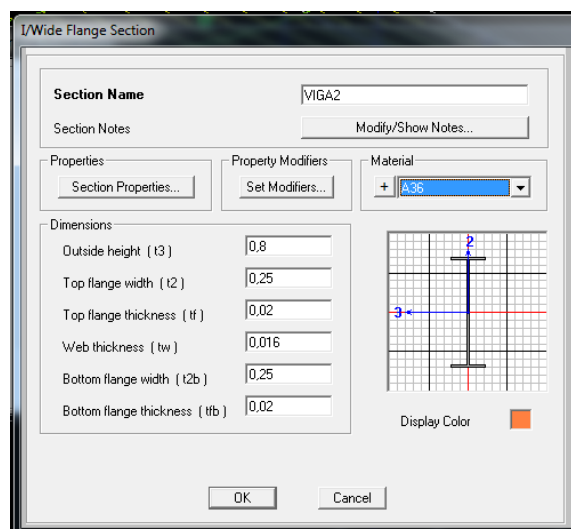 I/Wide Flange Section
Section Name VIGA2
Section Notes Modify/Show Notes...
Properties Property Modifiers Material
Section Properties... Set Modifiers... + A36
Dimensions
Outside height ( t3 ) 0,8
Top flange width ( t2 ) 0,25
Top flange thickness ( tf ) 0,02
Web thickness ( tw ) 0,016
Bottom flange width ( t2b ) 0,25
Bottom flange thickness ( tfb ) 0,02
2
3
Display Color
OK Cancel